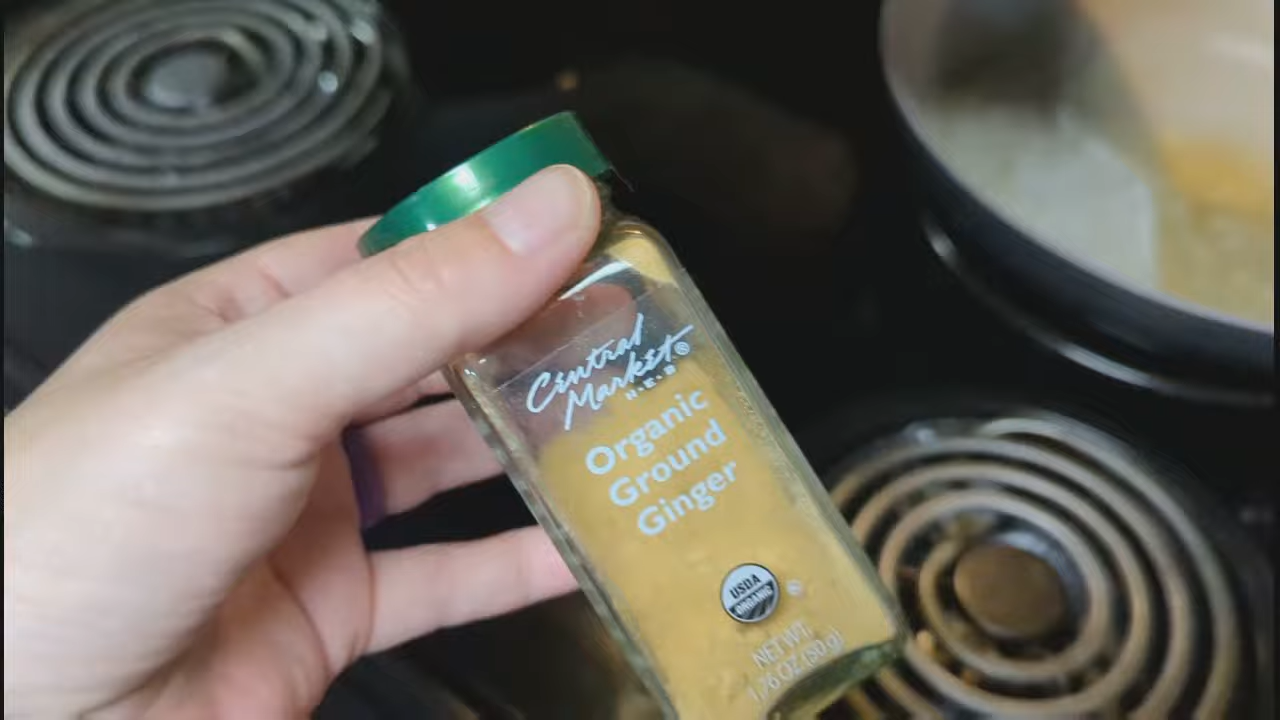 Central
Market®
H-E-B
Organic
Ground
Ginger
USDA
ORGANIC
NET WT.
1.76 OZ (50g)